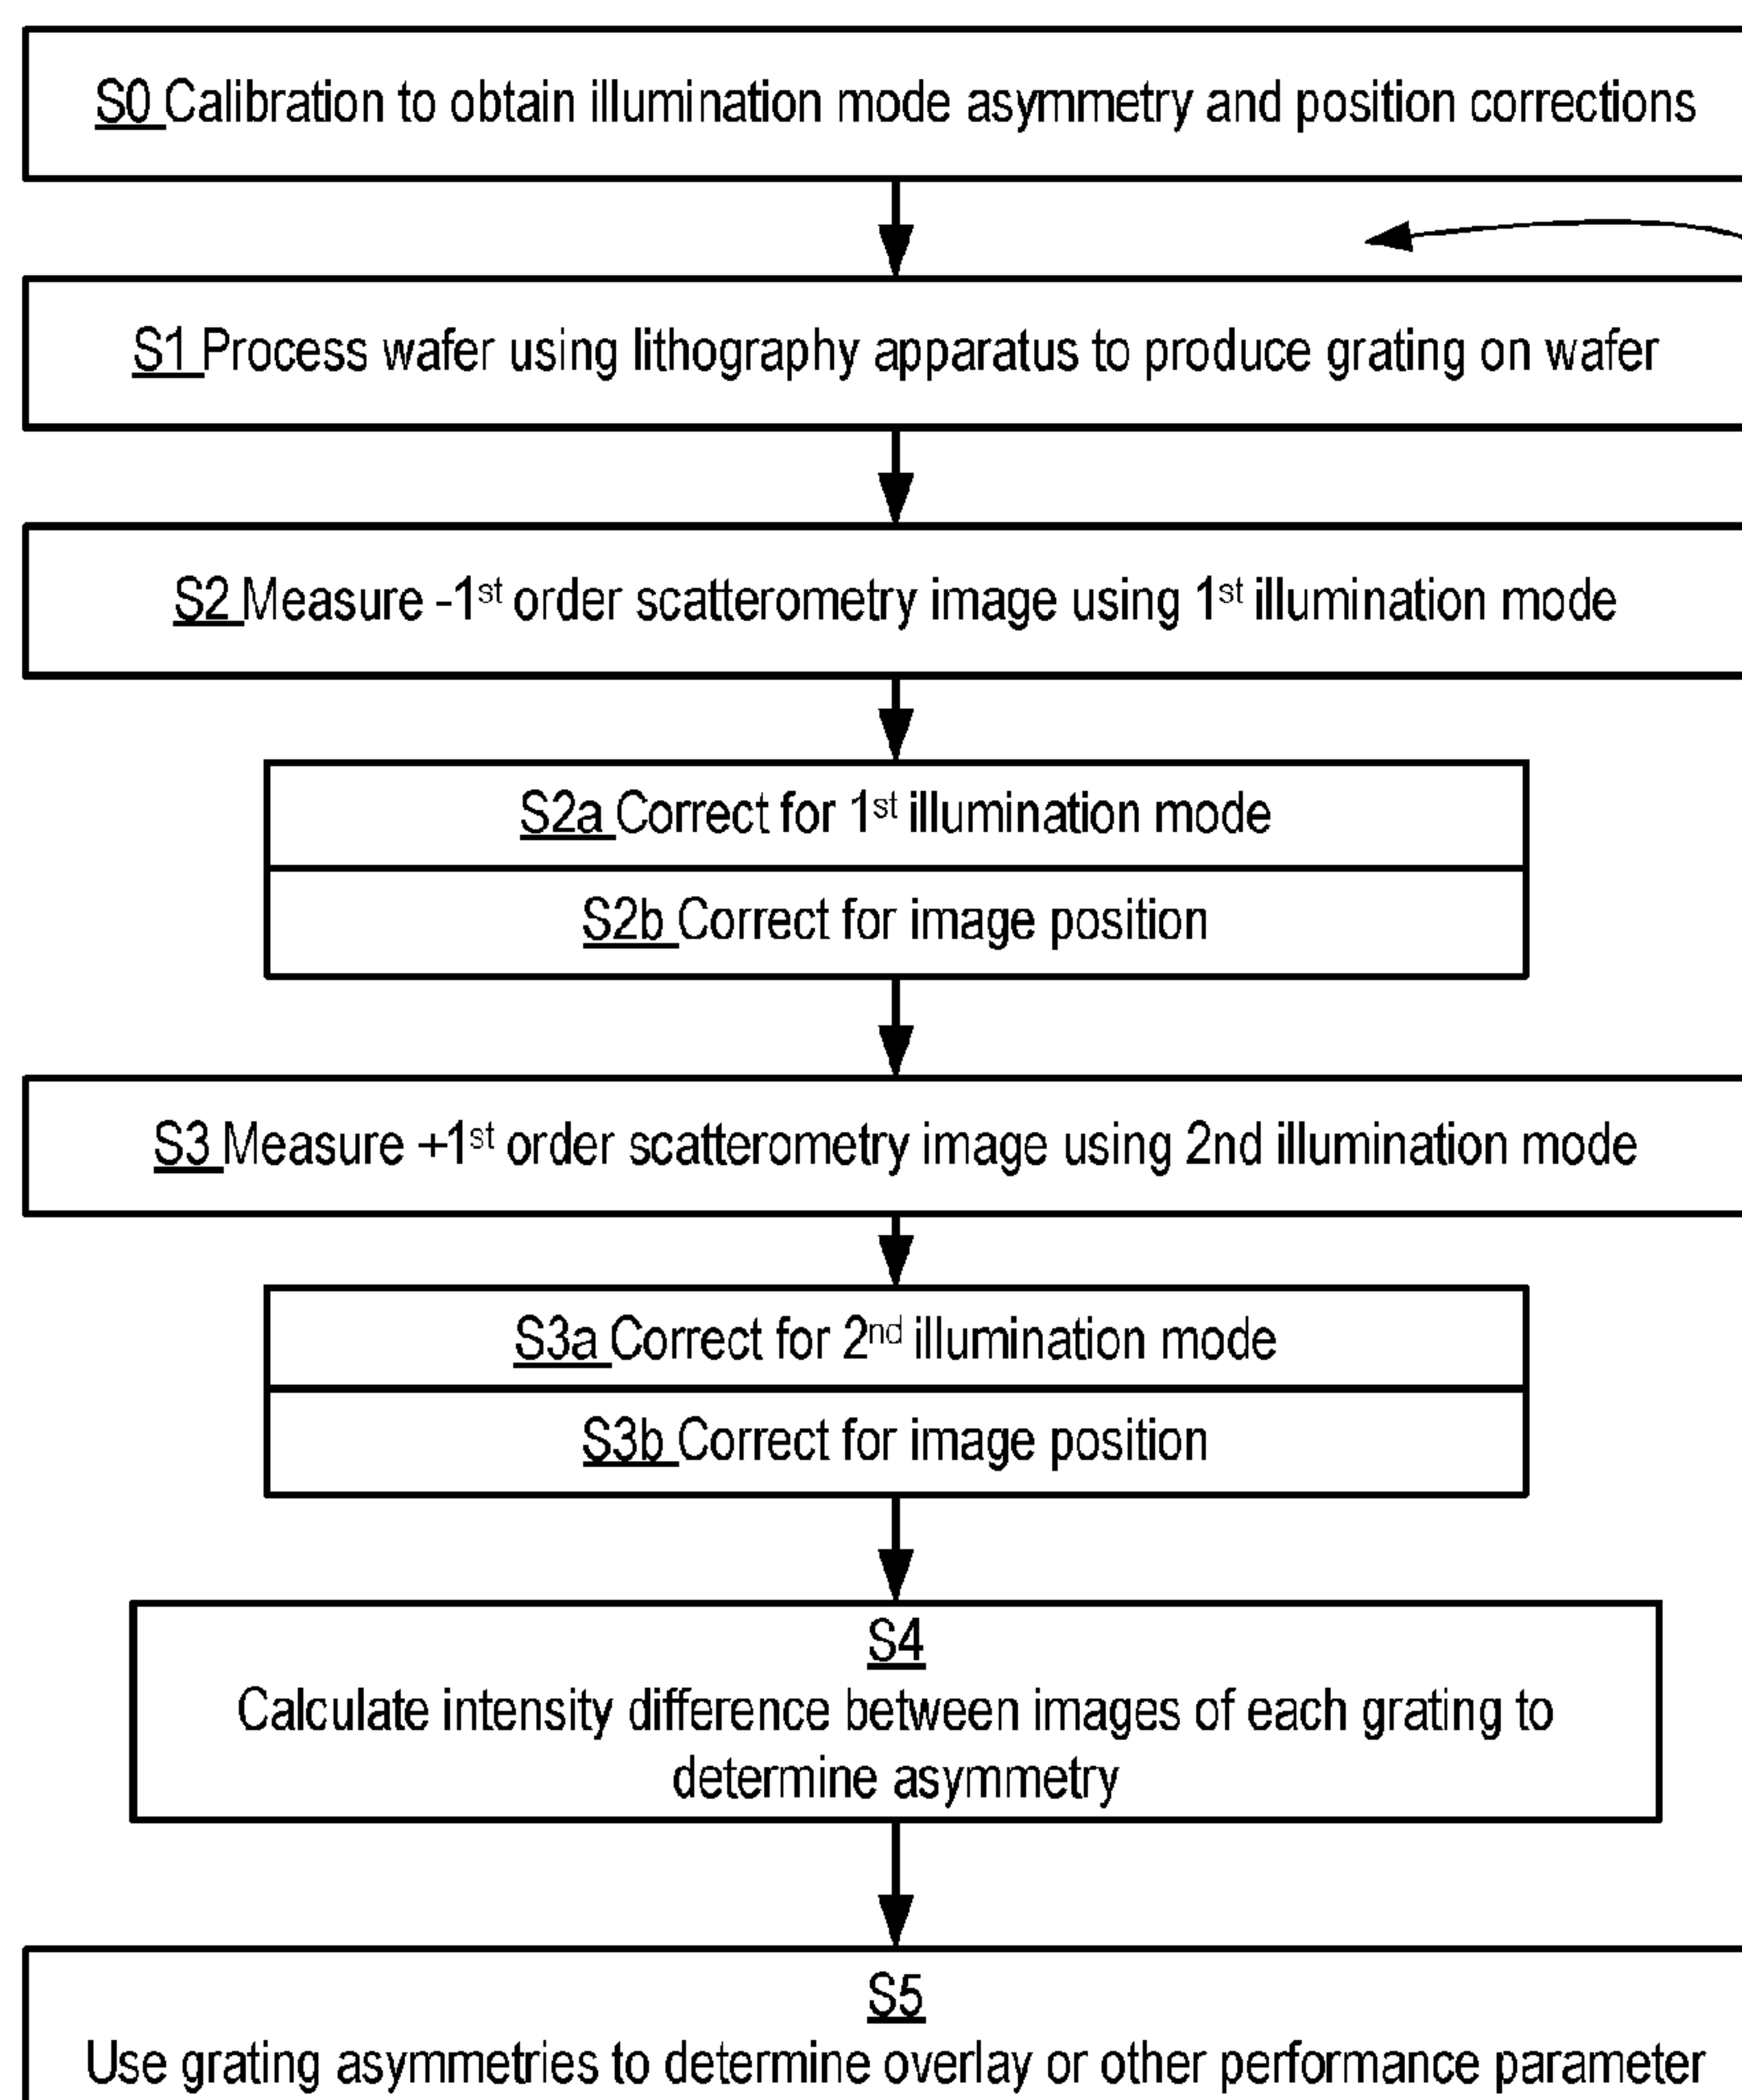 S0 Calibration to obtain illumination mode asymmetry and position corrections
S1 Process wafer using lithography apparatus to produce grating on wafer
S2 Measure -1st order scatterometry image using 1st illumination mode
S2a Correct for 1st illumination mode
S2b Correct for image position
S3 Measure +1st order scatterometry image using 2nd illumination mode
S3a Correct for 2nd illumination mode
S3b Correct for image position
S4
Calculate intensity difference between images of each grating to
determine asymmetry
S5
Use grating asymmetries to determine overlay or other performance parameter